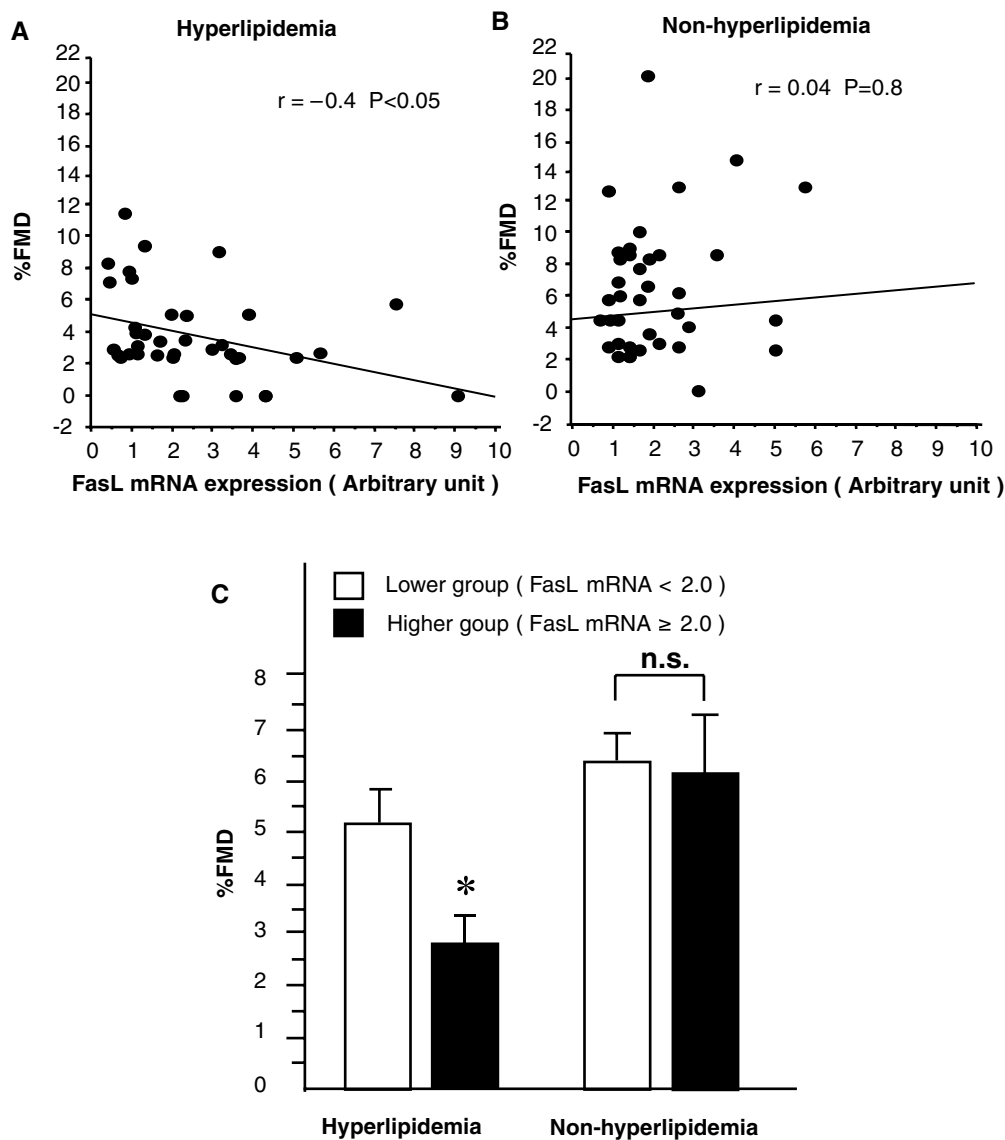 A
Hyperlipidemia
r = −0.4 P<0.05
%FMD
22
20
18
16
14
12
10
8
6
4
2
0
-2
0 1 2 3 4 5 6 7 8 9 10
FasL mRNA expression ( Arbitrary unit )
B
Non-hyperlipidemia
r = 0.04 P=0.8
%FMD
22
20
18
16
14
12
10
8
6
4
2
0
-2
0 1 2 3 4 5 6 7 8 9 10
FasL mRNA expression ( Arbitrary unit )
C
Lower group ( FasL mRNA < 2.0 )
Higher goup ( FasL mRNA ≥ 2.0 )
n.s.
*
%FMD
8
7
6
5
4
3
2
1
0
Hyperlipidemia Non-hyperlipidemia